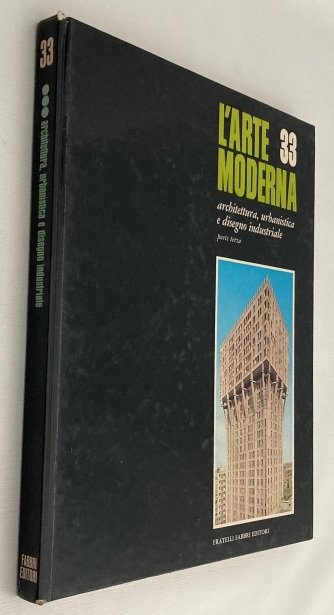 33
architettura, urbanistica e disegno industriale
FABBRI
EDITORI
L'ARTE 33
MODERNA
architettura, urbanistica
e disegno industriale
parte terza
FRATELLI FABBRI EDITORI